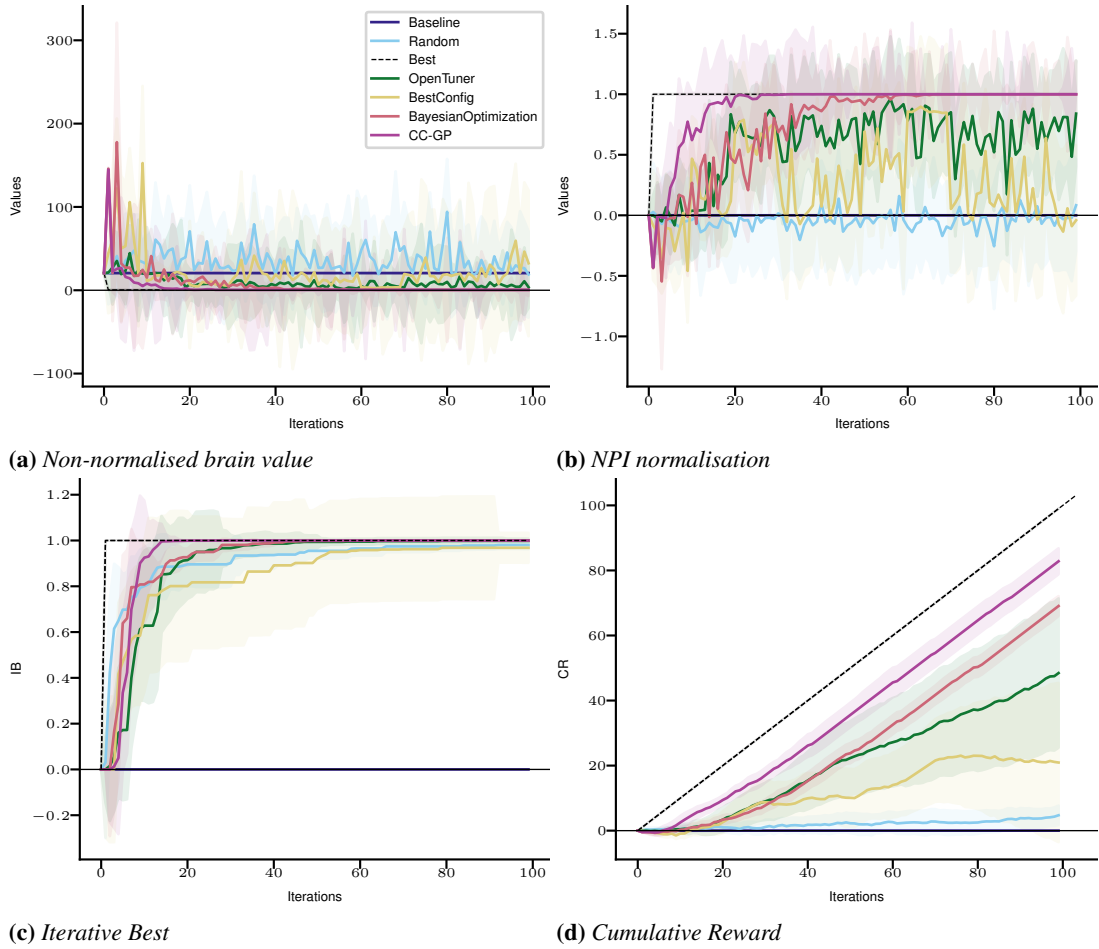 300
200
100
0
−100
Values
0
20
40
60
80
100
Iterations
Baseline
Random
Best
OpenTuner
BestConfig
BayesianOptimization
CC-GP
(a) Non-normalised brain value
1.5
1.0
0.5
0.0
−0.5
−1.0
Values
0
20
40
60
80
100
Iterations
(b) NPI normalisation
1.2
1.0
0.8
0.6
0.4
0.2
0.0
−0.2
IB
0
20
40
60
80
100
Iterations
(c) Iterative Best
100
80
60
40
20
0
CR
0
20
40
60
80
100
Iterations
(d) Cumulative Reward